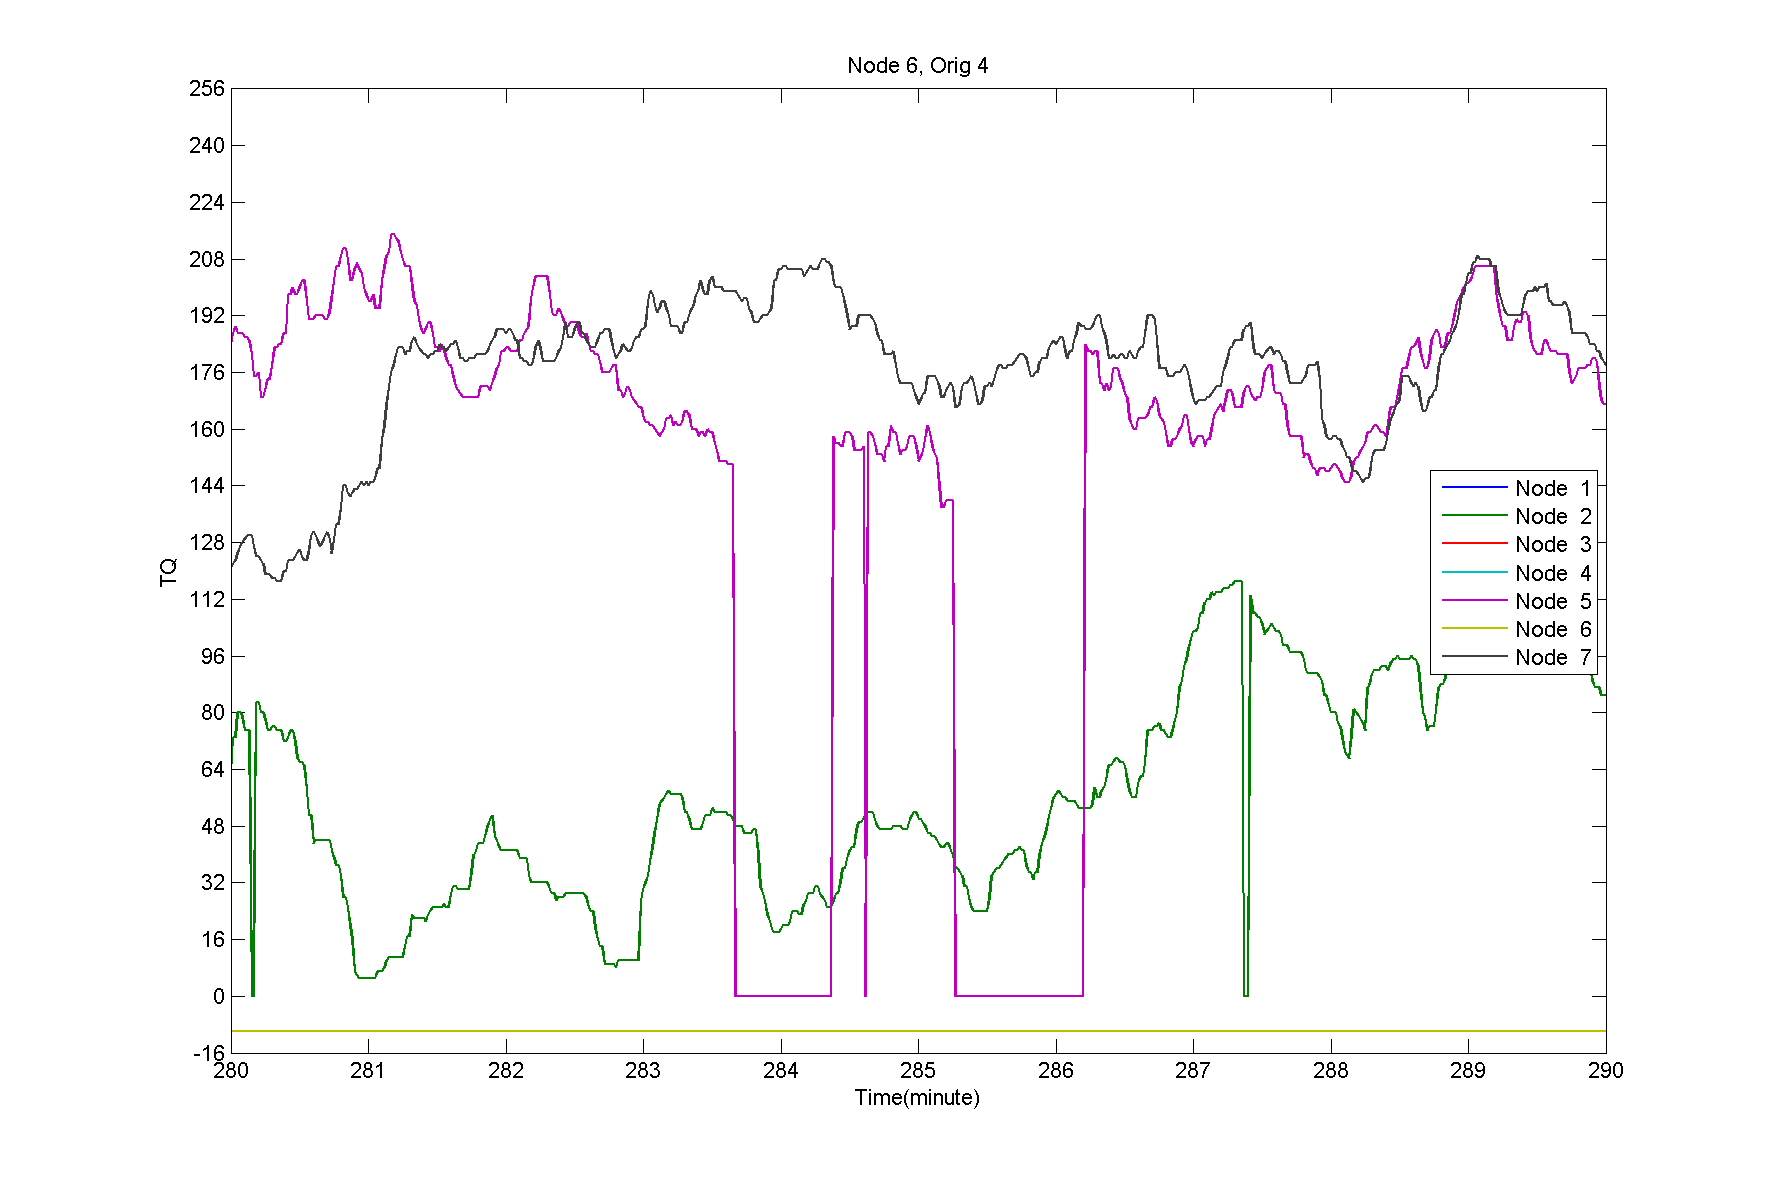 Node 6, Orig 4
256
240
224
208
192
176
160
144
128
112
96
80
64
48
32
16
0
-16
TQ
Node 1
Node 2
Node 3
Node 4
Node 5
Node 6
Node 7
280 281 282 283 284 285 286 287 288 289 290
Time(minute)